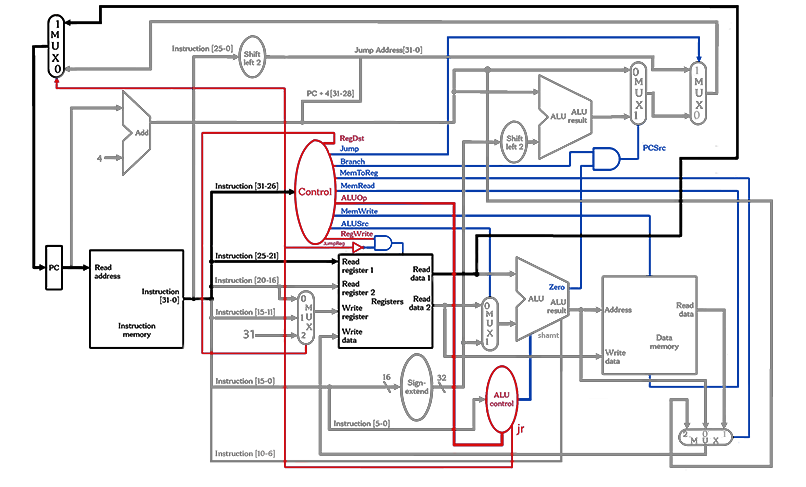 1
M
U
X
0
Instruction [25-0]
Shift
left 2
Jump Address[31-0]
PC + 4[31-28]
Add
4
0
M
U
X
1
1
M
U
X
0
ALU
ALU
result
Shift
left 2
PCSrc
RegDst
Jump
Branch
MemToReg
MemRead
ALUOp
MemWrite
ALUSrc
RegWrite
JumpReg
Control
Instruction [31-26]
PC
Read
address
Instruction
[31-0]
Instruction
memory
Instruction [25-21]
Instruction [20-16]
Instruction [15-11]
31
0
M
1
U
X
2
Read
register 1
Read
register 2
Registers
Write
register
Write
data
Read
data 1
Read
data 2
0
M
U
X
1
Zero
ALU
ALU
result
shamt
Address
Read
data
Data
memory
Write
data
Instruction [15-0]
16
Sign-
extend
32
Instruction [5-0]
ALU
control
jr
2 0 1
M U X
Instruction [10-6]